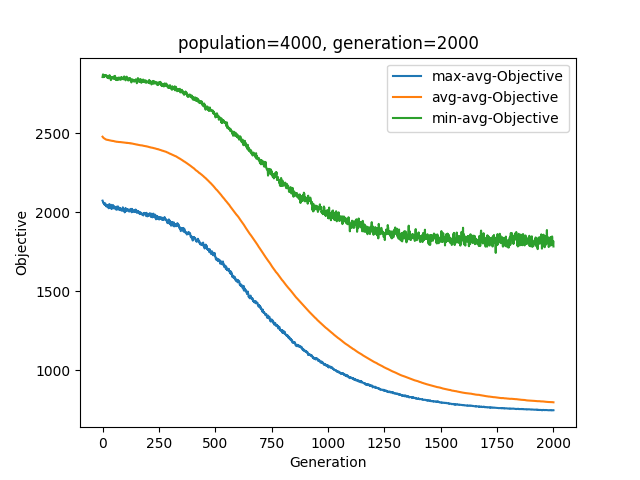 population=4000, generation=2000
max-avg-Objective
avg-avg-Objective
min-avg-Objective
2500
2000
1500
1000
Objective
0
250
500
750
1000
1250
1500
1750
2000
Generation